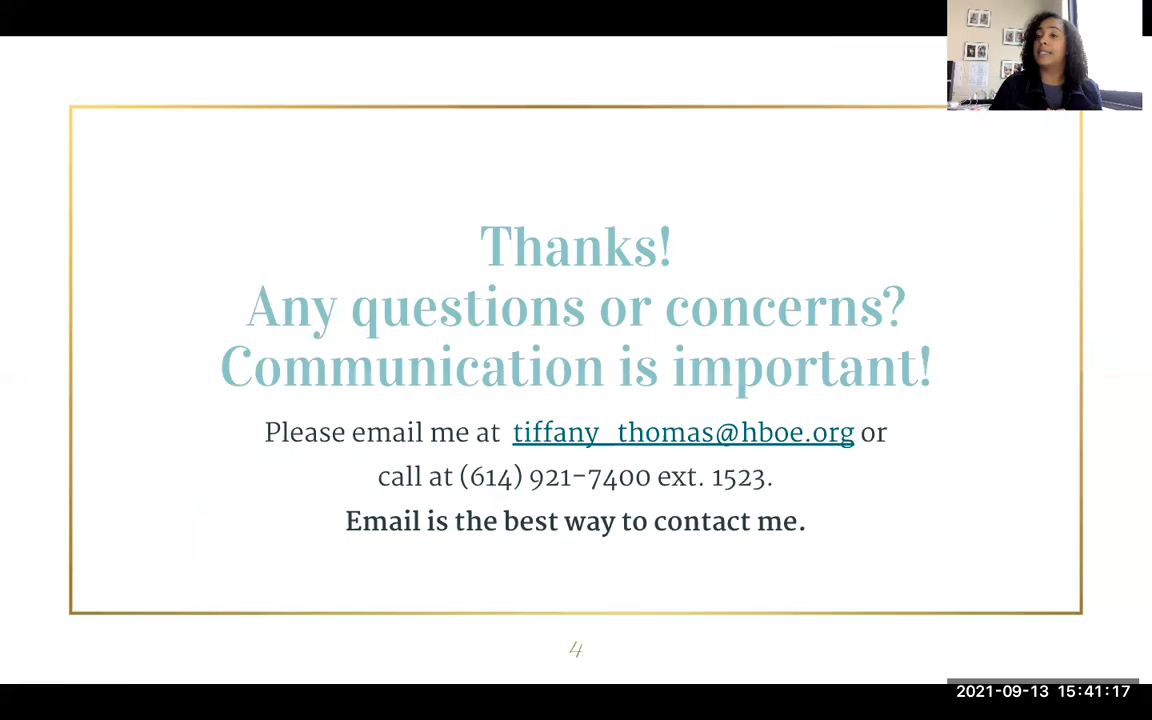 Thanks!
Any questions or concerns?
Communication is important!
Please email me at tiffany_thomas@hboe.org or
call at (614) 921-7400 ext. 1523.
Email is the best way to contact me.
4
2021-09-13 15:41:17